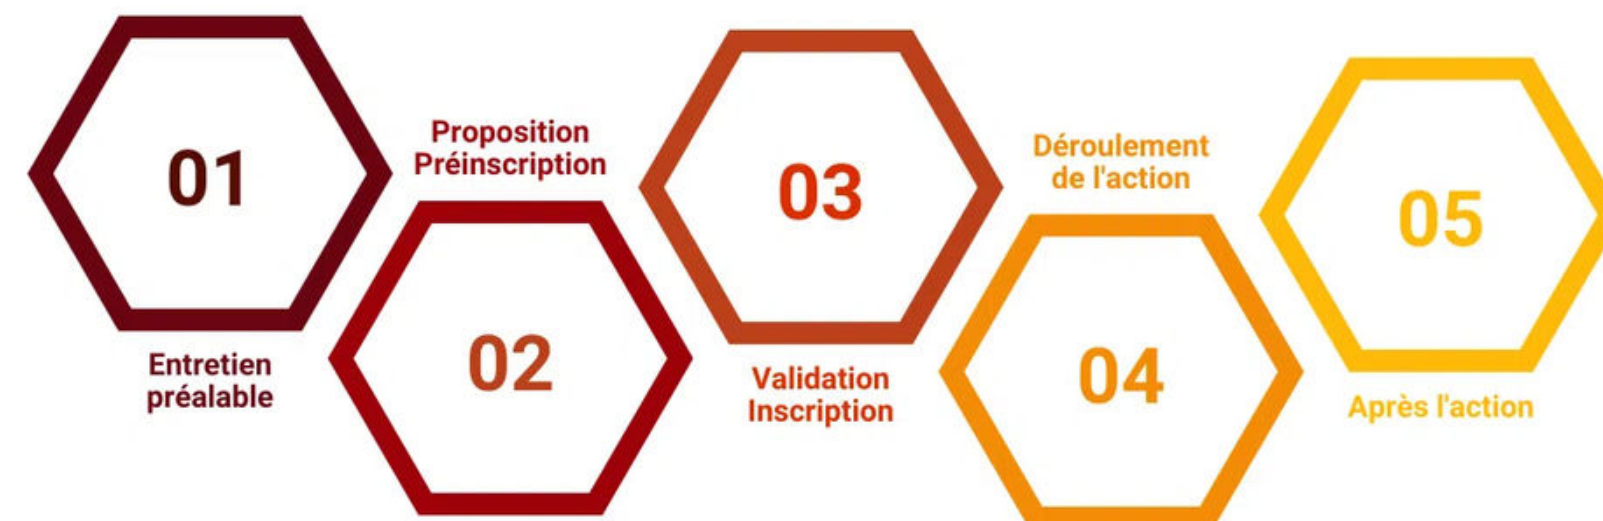 01
Entretien
préalable
Proposition
Préinscription
02
03
Validation
Inscription
Déroulement
de l'action
04
05
Après l'action